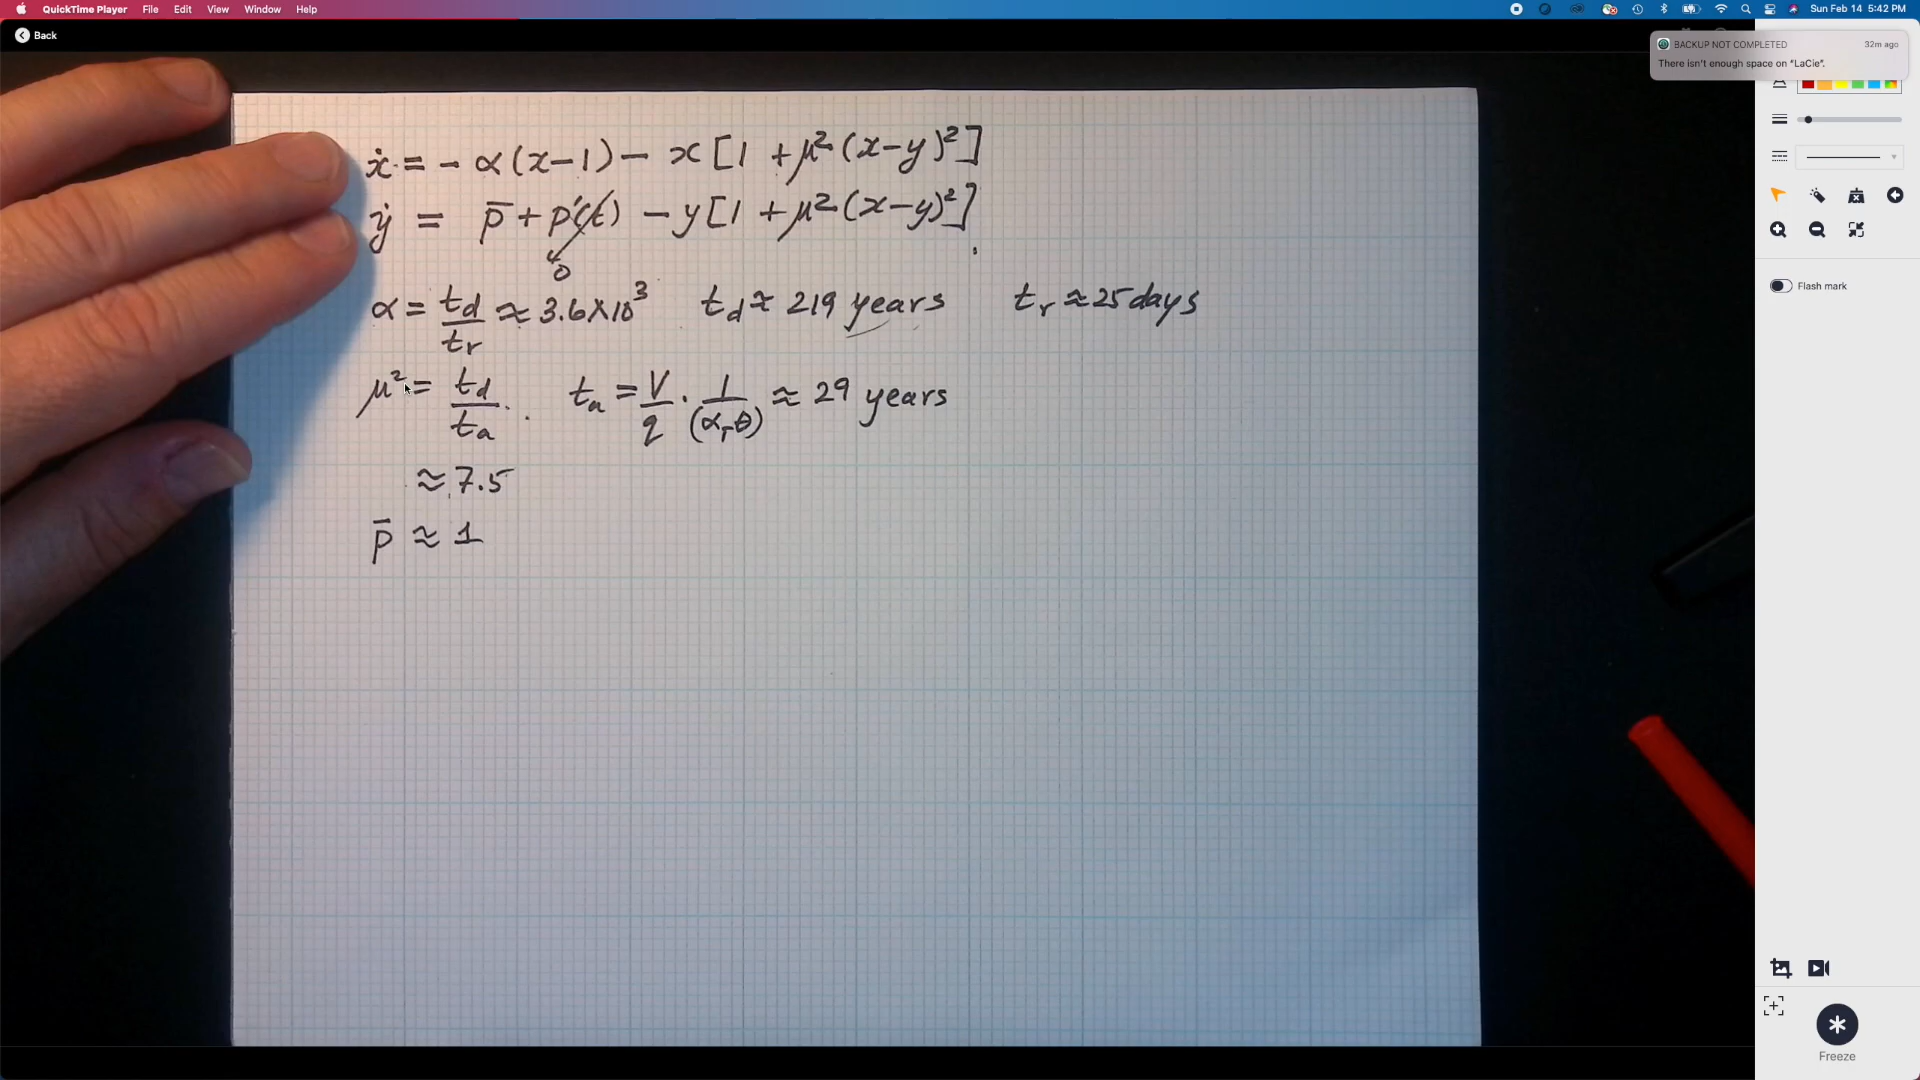 QuickTime Player File Edit View Window Help Sun Feb 14 5:42 PM
Back
BACKUP NOT COMPLETED 32m ago
There isn't enough space on "LaCie".
ẋ = - α(x-1) - x[1 + μ²(x-y)²]
ẏ = p̄ + p'(t) - y[1 + μ²(x-y)²]
0
α = t_d/t_r ≈ 3.6×10³ t_d ≈ 219 years t_r ≈ 25 days
μ² = t_d/t_a t_a = V/q · 1/(α_T θ) ≈ 29 years
≈ 7.5
p̄ ≈ 1
Flash mark
Freeze